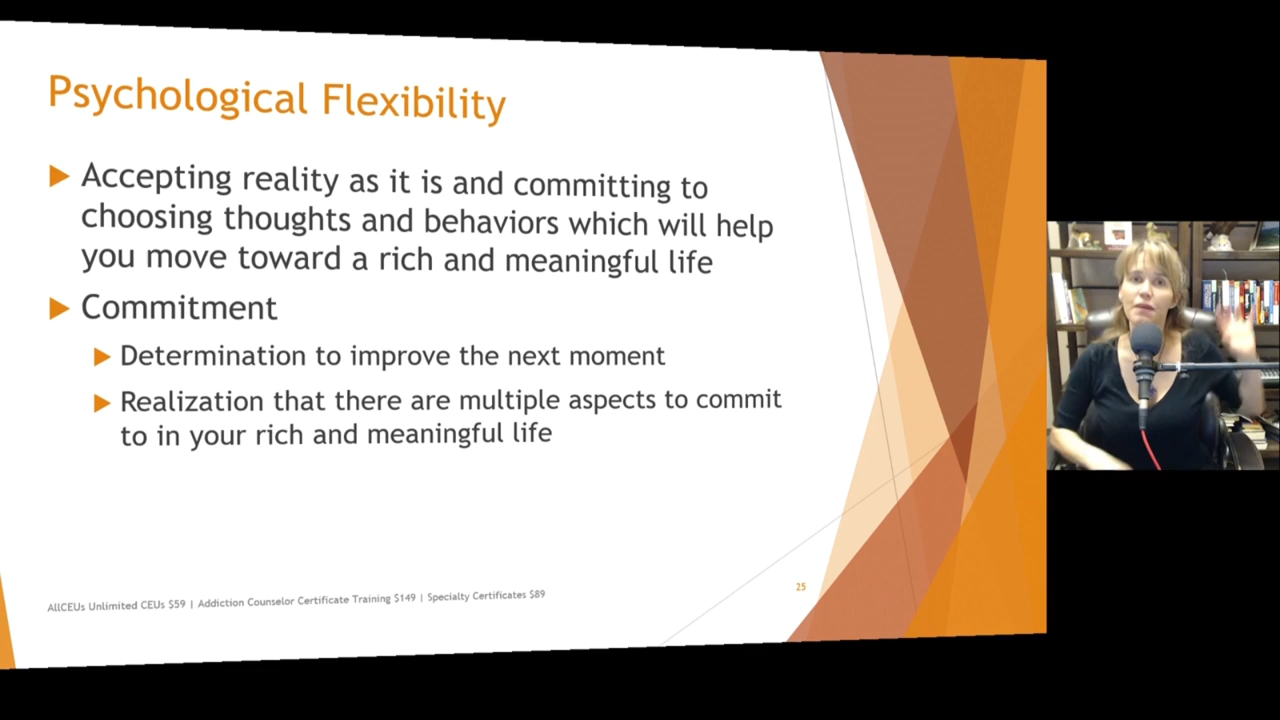 Psychological Flexibility
Accepting reality as it is and committing to
choosing thoughts and behaviors which will help
you move toward a rich and meaningful life
Commitment
Determination to improve the next moment
Realization that there are multiple aspects to commit
to in your rich and meaningful life
AllCEUs Unlimited CEUs $59 | Addiction Counselor Certificate Training $149 | Specialty Certificates $89
25